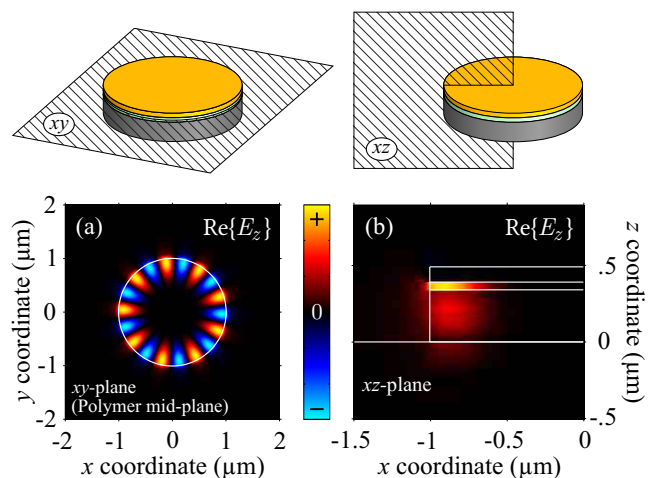 xy
xz
(a)
Re{E_z}
+
0
−
(b)
Re{E_z}
xy-plane
(Polymer mid-plane)
xz-plane
y coordinate (µm)
2
1
0
-1
-2
−2
−1
0
1
2
x coordinate (µm)
.5
0
-.5
z coordinate (µm)
-1.5
-1
-0.5
0
x coordinate (µm)